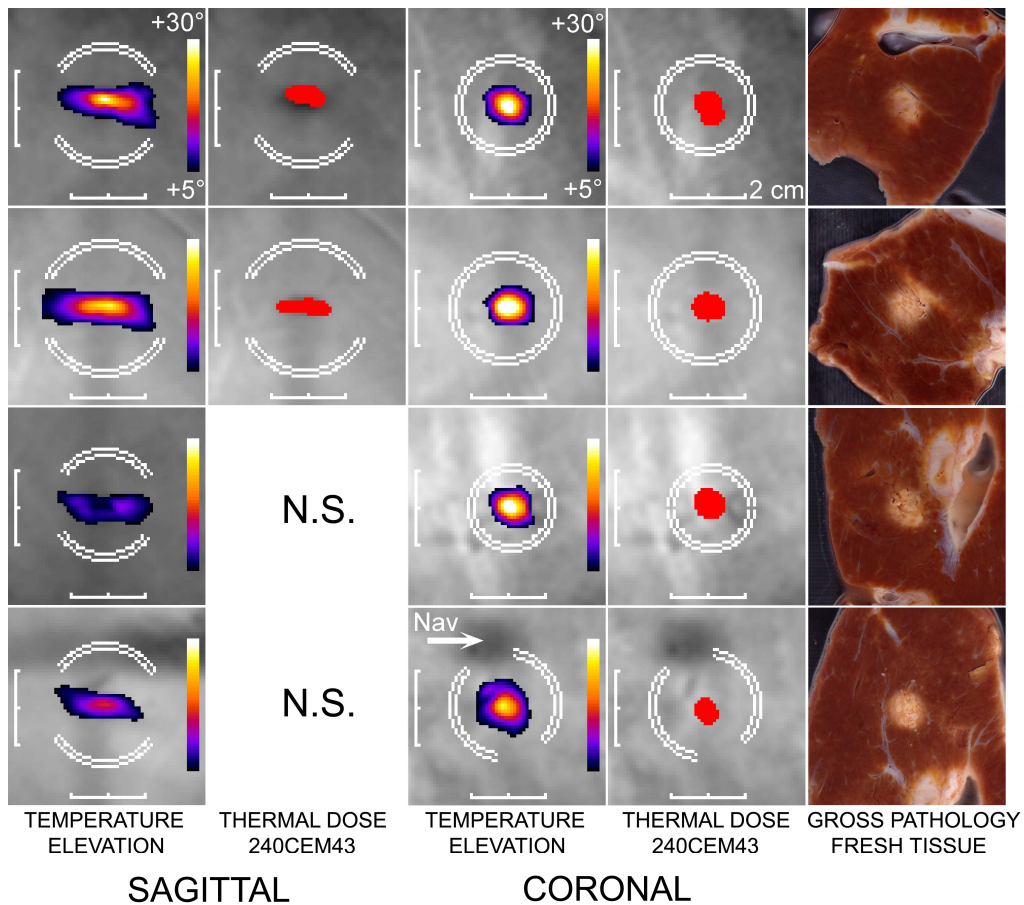 +30°
+5°
+30°
+5°
2 cm
N.S.
Nav
N.S.
TEMPERATURE ELEVATION
THERMAL DOSE 240CEM43
TEMPERATURE ELEVATION
THERMAL DOSE 240CEM43
GROSS PATHOLOGY FRESH TISSUE
SAGITTAL
CORONAL